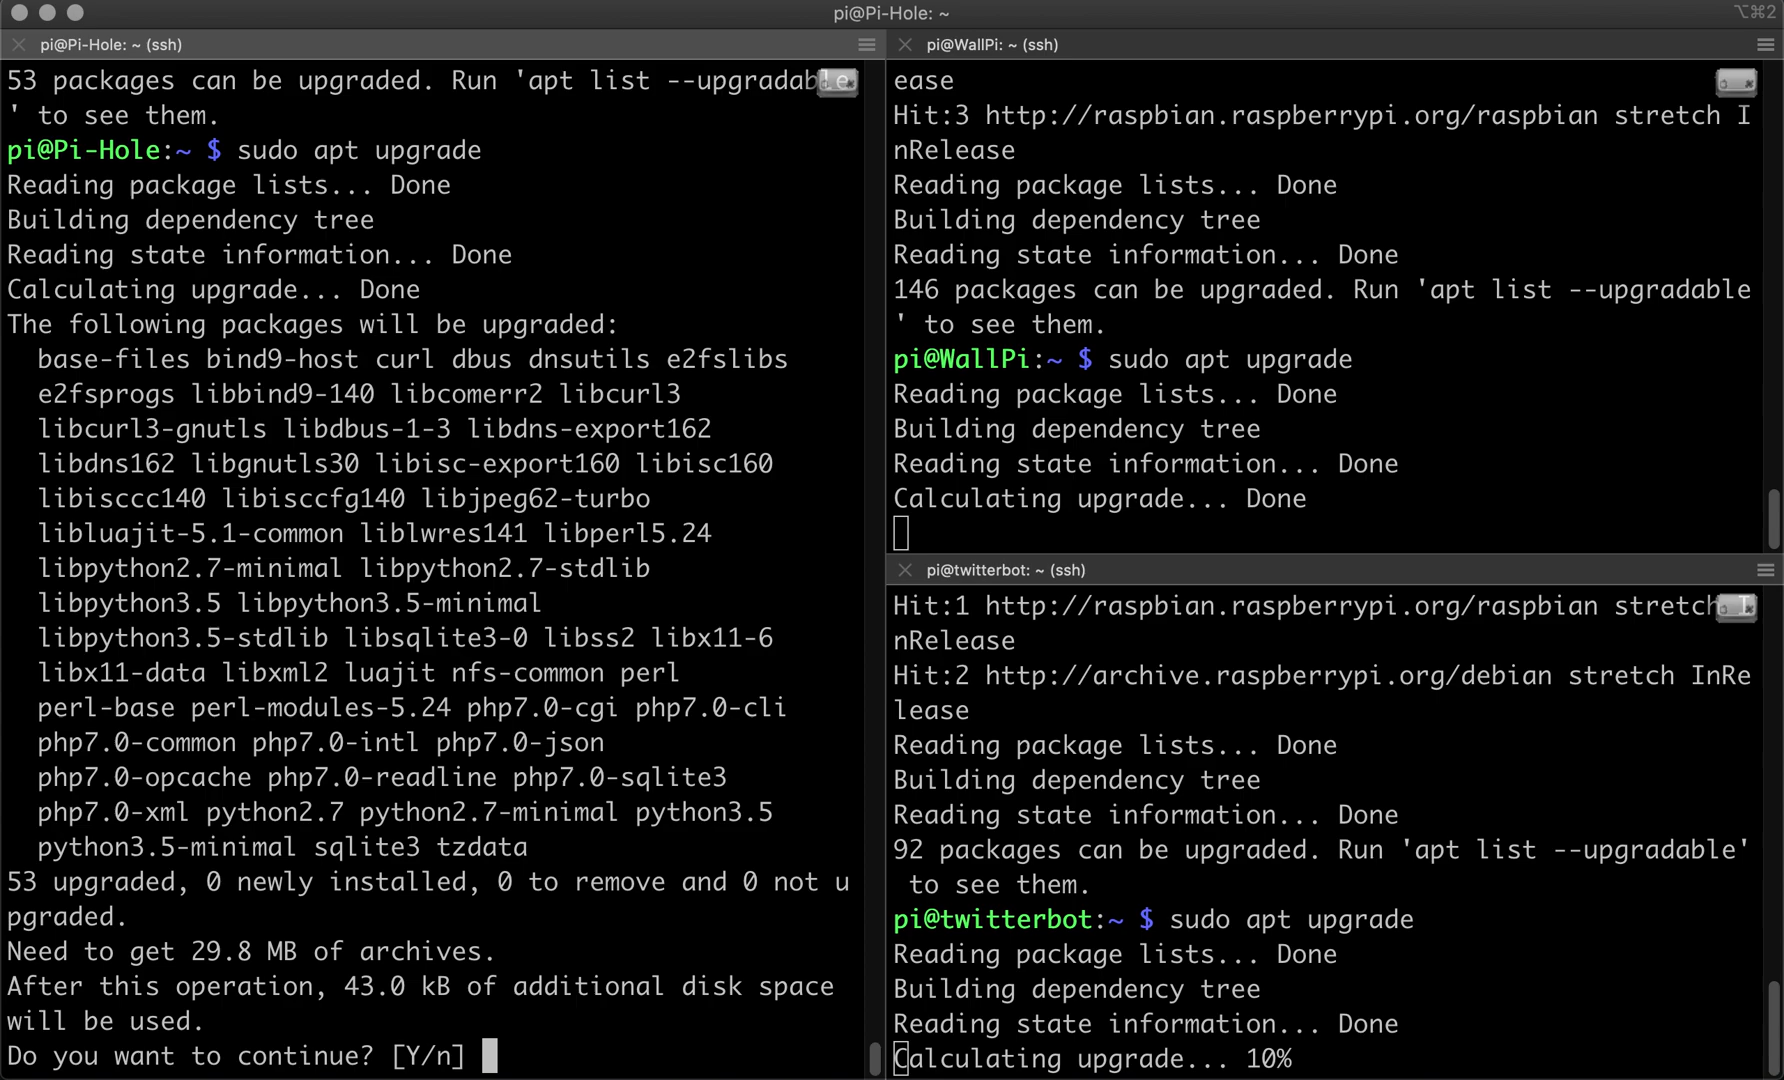 pi@Pi-Hole: ~
⌥⌘2
pi@Pi-Hole: ~ (ssh)
53 packages can be upgraded. Run 'apt list --upgradable
' to see them.
pi@Pi-Hole:~ $ sudo apt upgrade
Reading package lists... Done
Building dependency tree
Reading state information... Done
Calculating upgrade... Done
The following packages will be upgraded:
base-files bind9-host curl dbus dnsutils e2fslibs
e2fsprogs libbind9-140 libcomerr2 libcurl3
libcurl3-gnutls libdbus-1-3 libdns-export162
libdns162 libgnutls30 libisc-export160 libisc160
libisccc140 libisccfg140 libjpeg62-turbo
libluajit-5.1-common liblwres141 libperl5.24
libpython2.7-minimal libpython2.7-stdlib
libpython3.5 libpython3.5-minimal
libpython3.5-stdlib libsqlite3-0 libss2 libx11-6
libx11-data libxml2 luajit nfs-common perl
perl-base perl-modules-5.24 php7.0-cgi php7.0-cli
php7.0-common php7.0-intl php7.0-json
php7.0-opcache php7.0-readline php7.0-sqlite3
php7.0-xml python2.7 python2.7-minimal python3.5
python3.5-minimal sqlite3 tzdata
53 upgraded, 0 newly installed, 0 to remove and 0 not u
pgraded.
Need to get 29.8 MB of archives.
After this operation, 43.0 kB of additional disk space
will be used.
Do you want to continue? [Y/n]
pi@WallPi: ~ (ssh)
ease
Hit:3 http://raspbian.raspberrypi.org/raspbian stretch I
nRelease
Reading package lists... Done
Building dependency tree
Reading state information... Done
146 packages can be upgraded. Run 'apt list --upgradable
' to see them.
pi@WallPi:~ $ sudo apt upgrade
Reading package lists... Done
Building dependency tree
Reading state information... Done
Calculating upgrade... Done
pi@twitterbot: ~ (ssh)
Hit:1 http://raspbian.raspberrypi.org/raspbian stretch I
nRelease
Hit:2 http://archive.raspberrypi.org/debian stretch InRe
lease
Reading package lists... Done
Building dependency tree
Reading state information... Done
92 packages can be upgraded. Run 'apt list --upgradable'
to see them.
pi@twitterbot:~ $ sudo apt upgrade
Reading package lists... Done
Building dependency tree
Reading state information... Done
Calculating upgrade... 10%